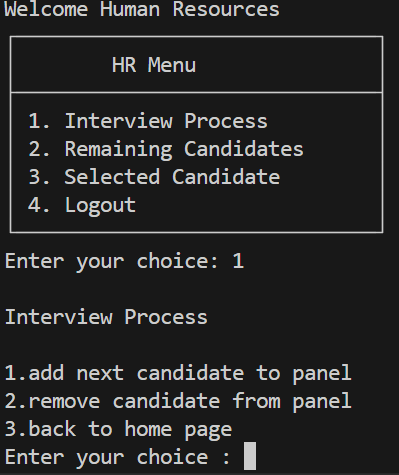 Welcome Human Resources
HR Menu
1. Interview Process
2. Remaining Candidates
3. Selected Candidate
4. Logout
Enter your choice: 1
Interview Process
1.add next candidate to panel
2.remove candidate from panel
3.back to home page
Enter your choice :